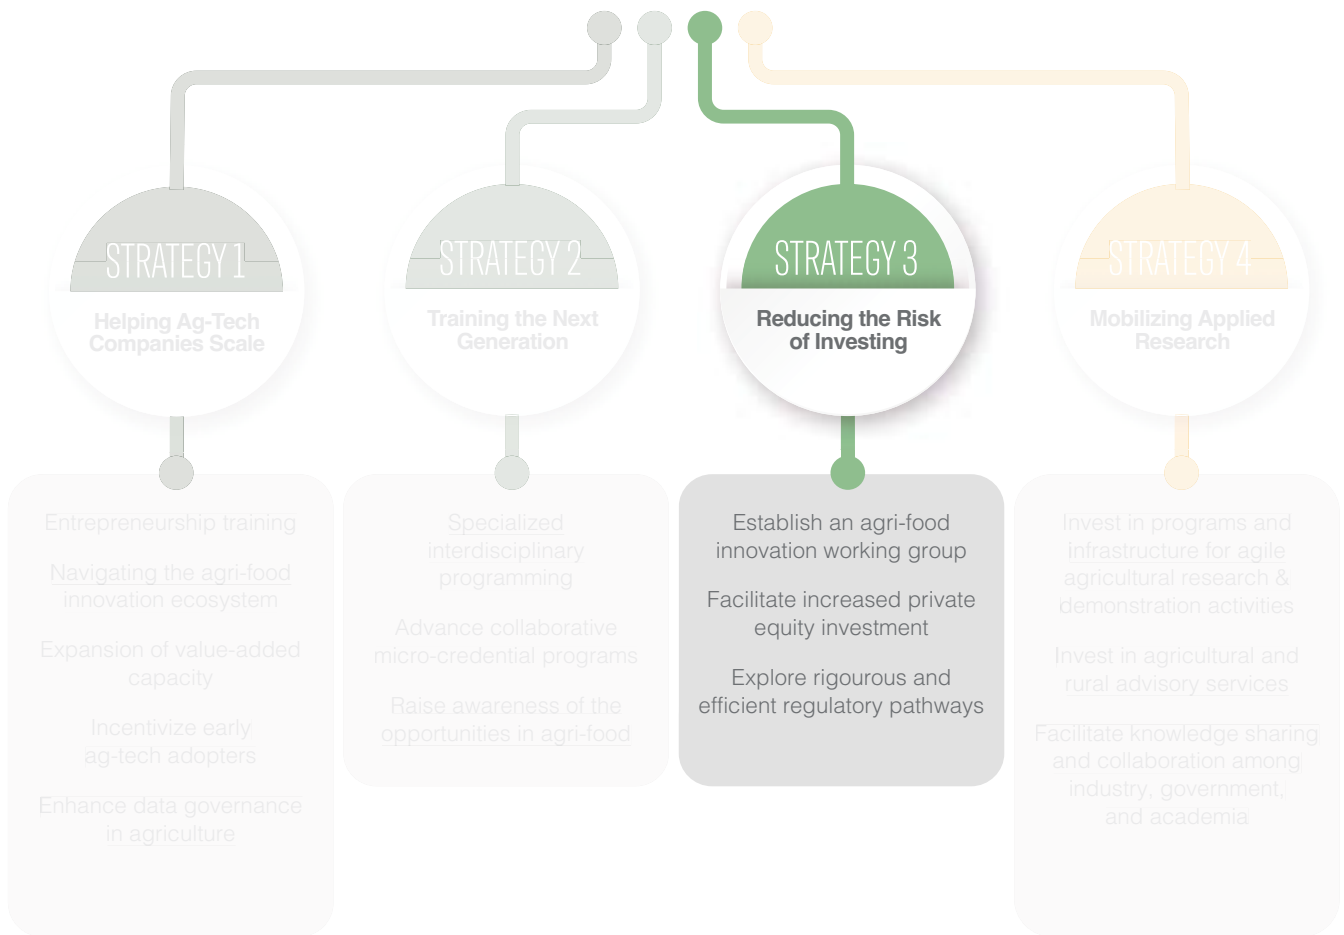 STRATEGY 1
Helping Ag-Tech
Companies Scale
Entrepreneurship training
Navigating the agri-food
innovation ecosystem
Expansion of value-added
capacity
Incentivize early
ag-tech adopters
Enhance data governance
in agriculture
STRATEGY 2
Training the Next
Generation
Specialized
interdisciplinary
programming
Advance collaborative
micro-credential programs
Raise awareness of the
opportunities in agri-food
STRATEGY 3
Reducing the Risk
of Investing
Establish an agri-food
innovation working group
Facilitate increased private
equity investment
Explore rigourous and
efficient regulatory pathways
STRATEGY 4
Mobilizing Applied
Research
Invest in programs and
infrastructure for agile
agricultural research &
demonstration activities
Invest in agricultural and
rural advisory services
Facilitate knowledge sharing
and collaboration among
industry, government,
and academia